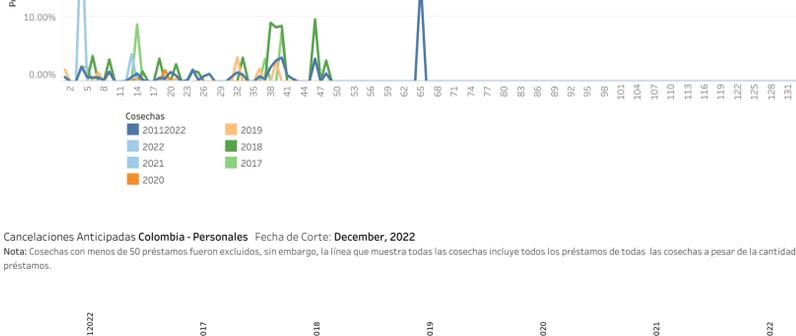 10.00%
0.00%
2 5 8 11 14 17 20 23 26 29 32 35 38 41 44 47 50 53 56 59 62 65 68 71 74 77 80 83 86 89 92 95 98 101 104 107 110 113 116 119 122 125 128 131
Cosechas
20112022 2019
2022 2018
2021 2017
2020
Cancelaciones Anticipadas Colombia - Personales Fecha de Corte: December, 2022
Nota: Cosechas con menos de 50 préstamos fueron excluidos, sin embargo, la línea que muestra todas las cosechas incluye todos los préstamos de todas las cosechas a pesar de la cantidad
préstamos.